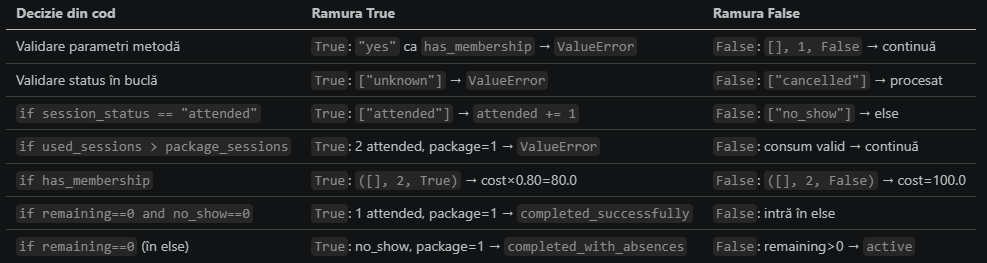 Decizie din cod Ramura True Ramura False
Validare parametri metodă True: "yes" ca has_membership → ValueError False: [], 1, False → continuă
Validare status în buclă True: ["unknown"] → ValueError False: ["cancelled"] → procesat
if session_status == "attended" True: ["attended"] → attended += 1 False: ["no_show"] → else
if used_sessions > package_sessions True: 2 attended, package=1 → ValueError False: consum valid → continuă
if has_membership True: ([], 2, True) → cost×0.80=80.0 False: ([], 2, False) → cost=100.0
if remaining==0 and no_show==0 True: 1 attended, package=1 → completed_successfully False: intră în else
if remaining==0 (în else) True: no_show, package=1 → completed_with_absences False: remaining>0 → active